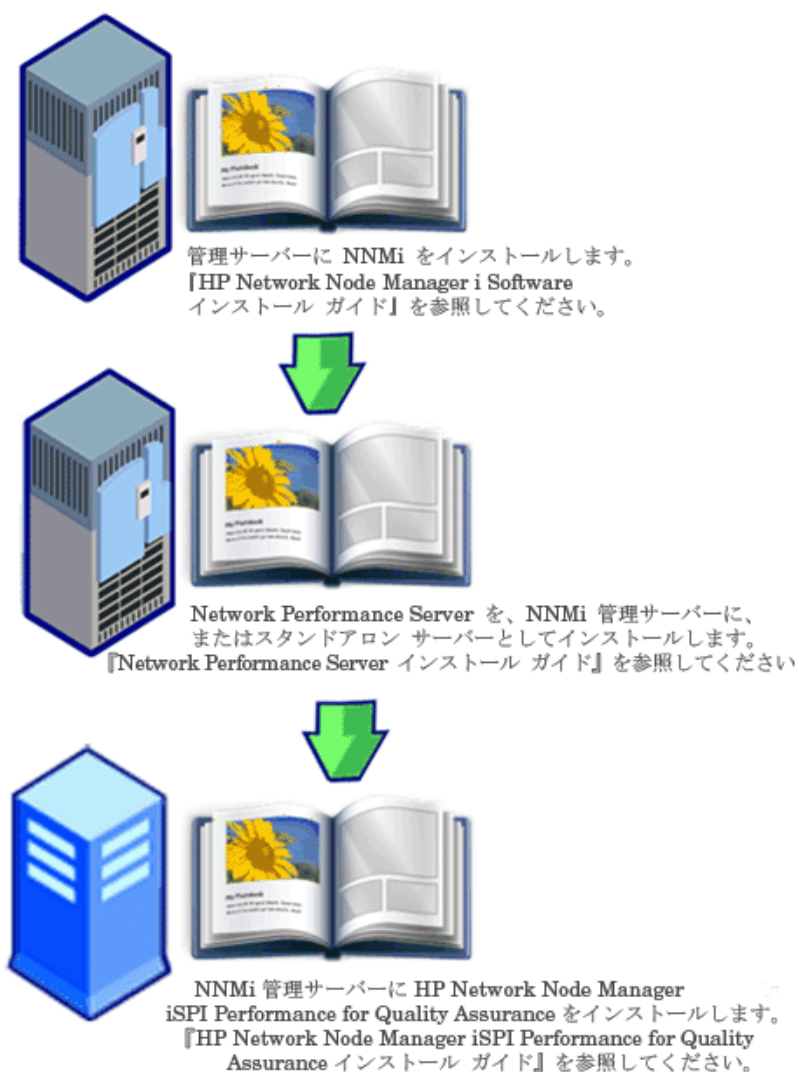 管理サーバーに NNMi をインストールします。
『HP Network Node Manager i Software
インストール ガイド』を参照してください。
Network Performance Server を、NNMi 管理サーバーに、
またはスタンドアロン サーバーとしてインストールします。
『Network Performance Server インストール ガイド』を参照してください
NNMi 管理サーバーに HP Network Node Manager
iSPI Performance for Quality Assurance をインストールします。
『HP Network Node Manager iSPI Performance for Quality
Assurance インストール ガイド』を参照してください。